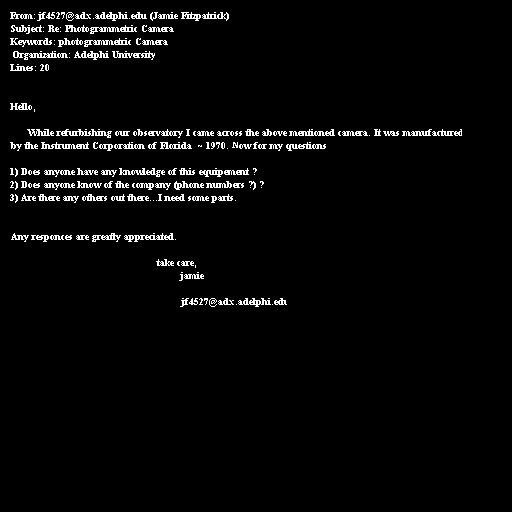 From: jf4527@adx.adelphi.edu (Jamie Fitzpatrick)
Subject: Re: Photogrammetric Camera
Keywords: photogrammetric Camera
Organization: Adelphi University
Lines: 20
Hello,
While refurbishing our observatory I came across the above mentioned camera. It was manufactured
by the Instrument Corporation of Florida ~ 1970. Now for my questions
1) Does anyone have any knowledge of this equipement ?
2) Does anyone know of the company (phone numbers ?) ?
3) Are there any others out there...I need some parts.
Any responces are greatly appreciated.
take care,
jamie
jf4527@adx.adelphi.edu